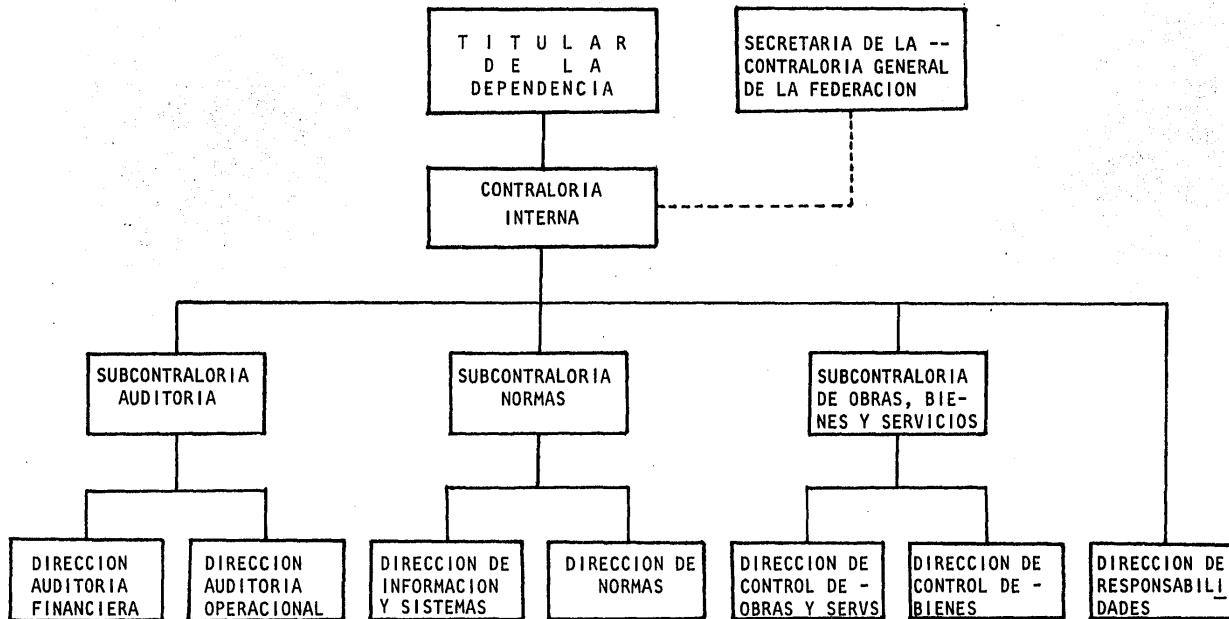 T I T U L A R
D E L A
DEPENDENCIA
SECRETARIA DE LA --
CONTRALORIA GENERAL
DE LA FEDERACION
CONTRALORIA
INTERNA
SUBCONTRALORIA
AUDITORIA
SUBCONTRALORIA
NORMAS
SUBCONTRALORIA
DE OBRAS, BIE-
NES Y SERVICIOS
DIRECCION
AUDITORIA
FINANCIERA
DIRECCION
AUDITORIA
OPERACIONAL
DIRECCION DE
INFORMACION
Y SISTEMAS
DIRECCION DE
NORMAS
DIRECCION DE
CONTROL DE -
OBRAS Y SERVS
DIRECCION DE
CONTROL DE -
BIENES
DIRECCION DE
RESPONSABILI
DADES